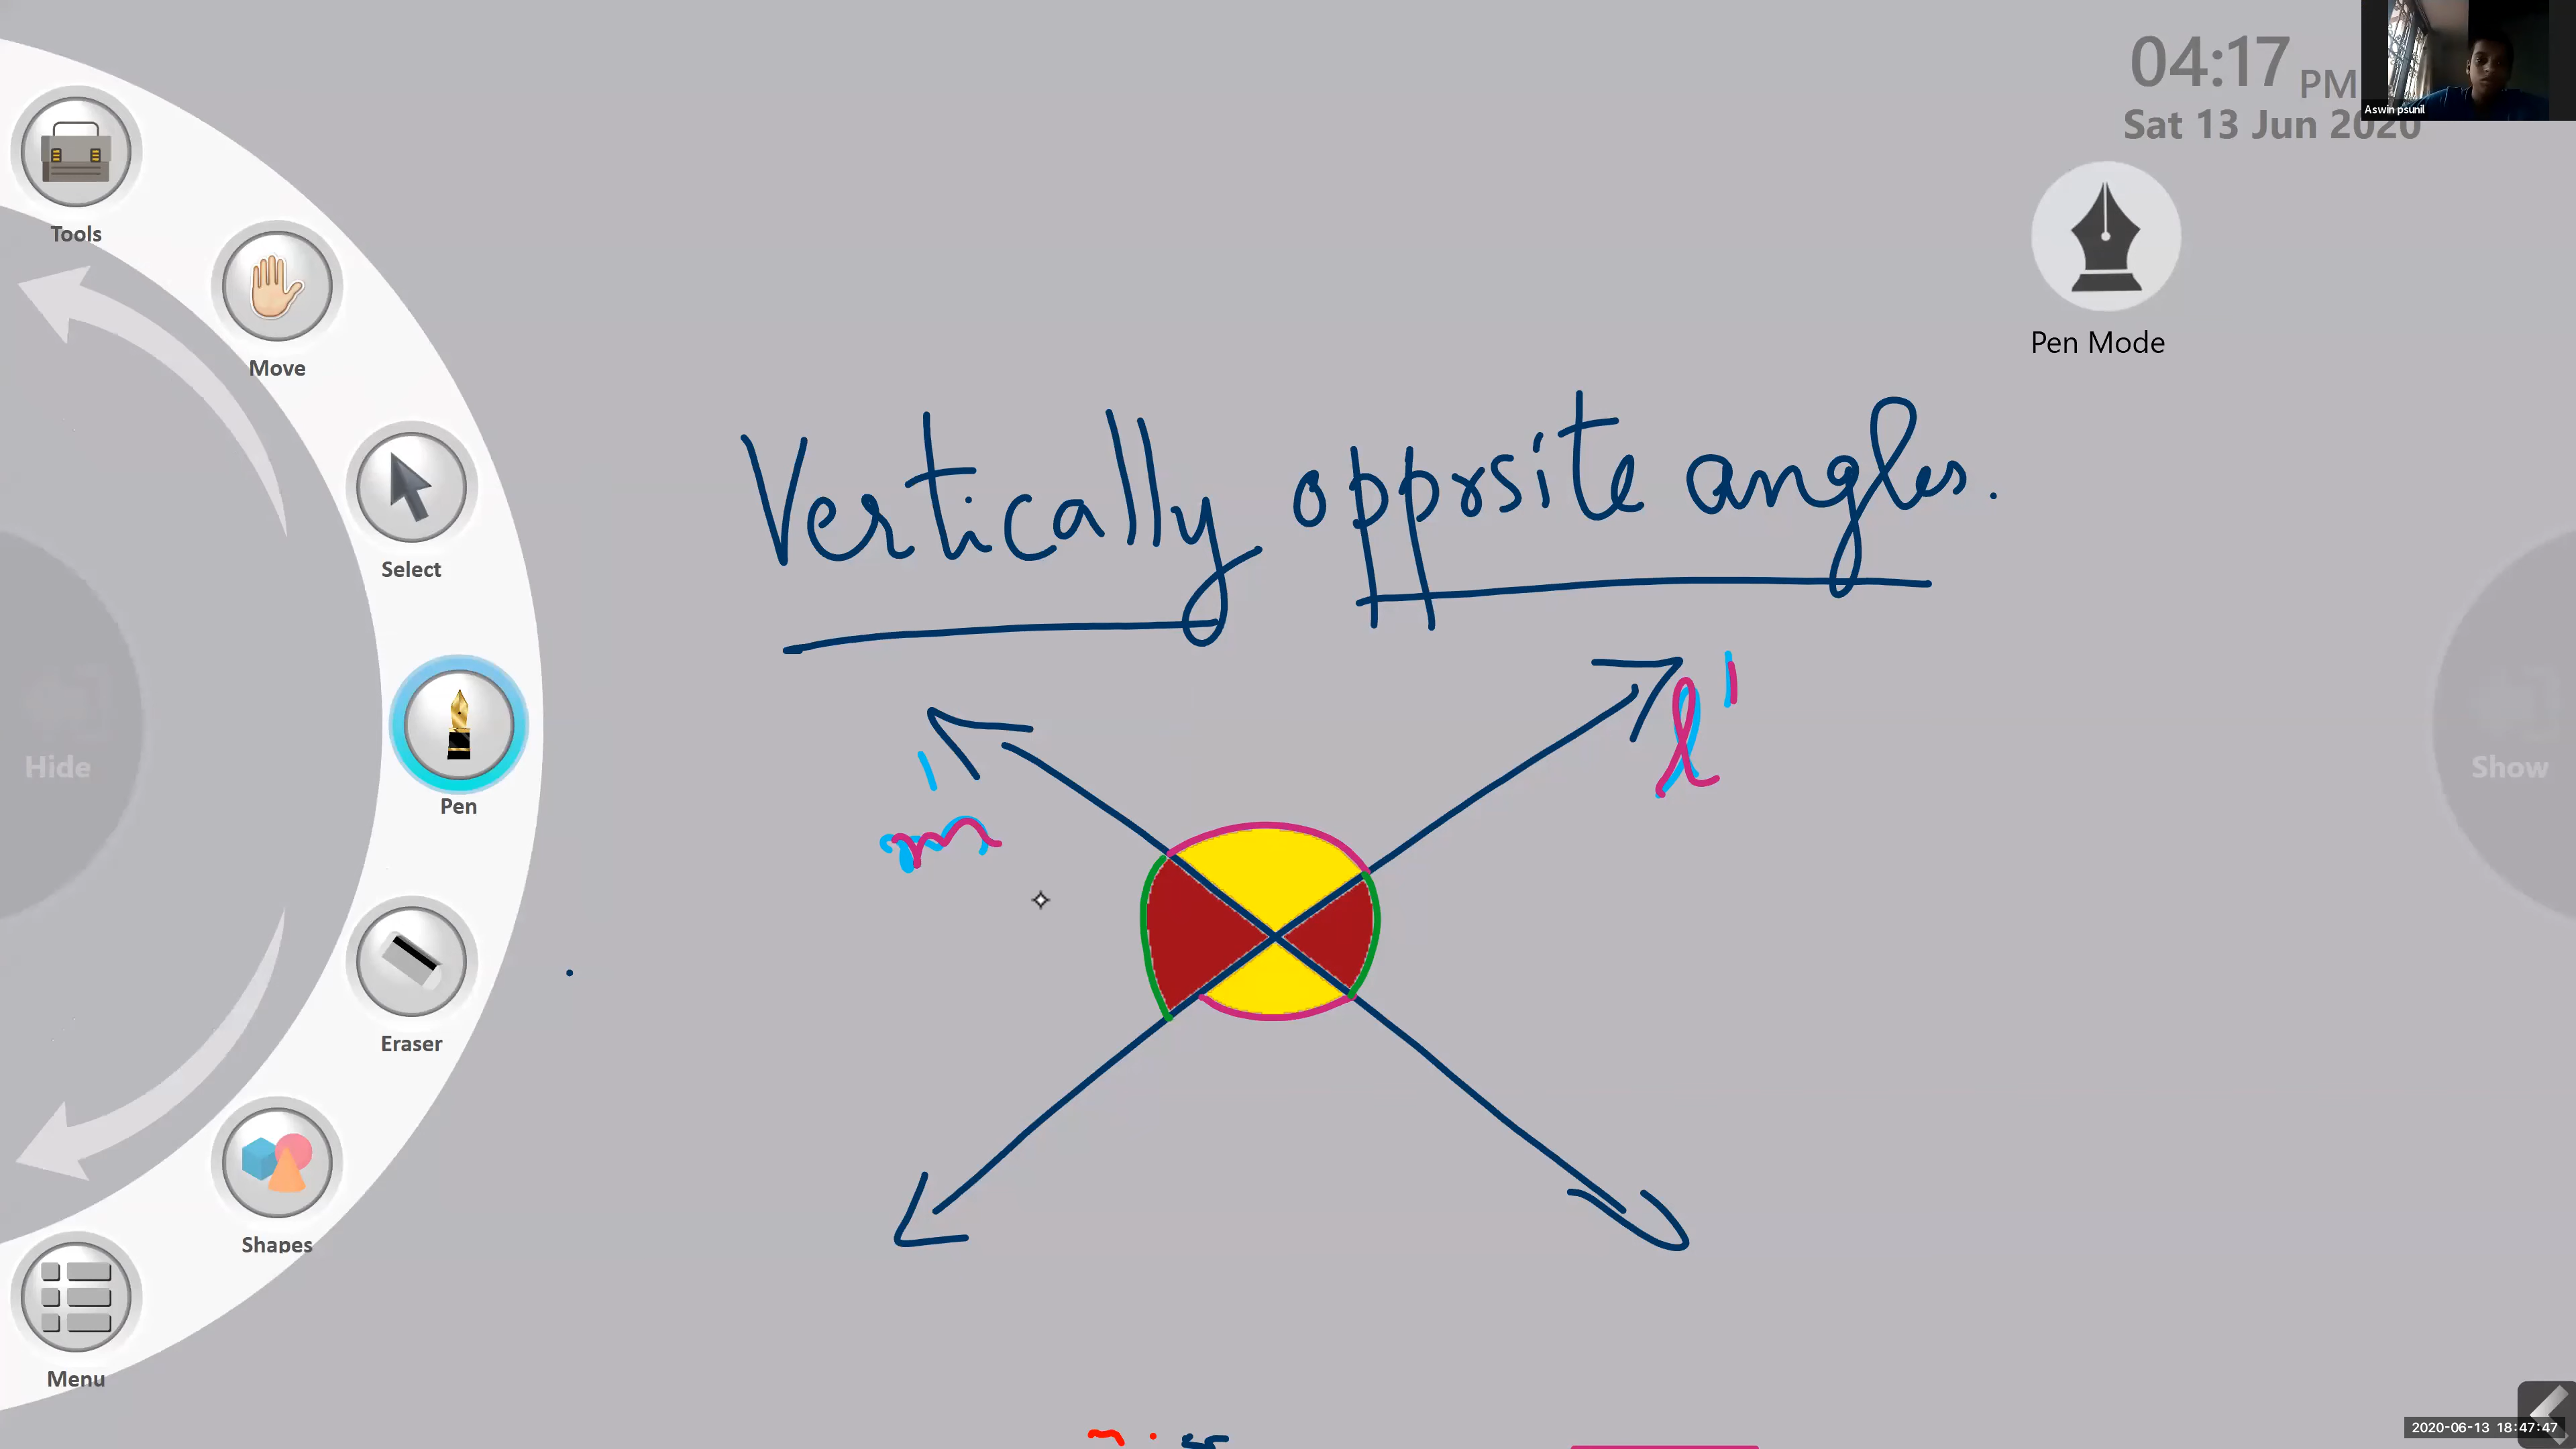 04:17 PM
Aswin psunil
Sat 13 Jun 2020
Tools
Move
Pen Mode
Select
Vertically opposite angles.
l'
Hide
Show
Pen
m
Eraser
Shapes
Menu
2020-06-13 18:47:47